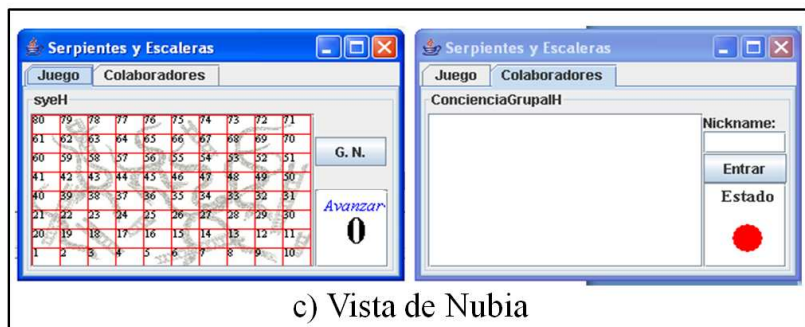 Serpientes y Escaleras
Juego Colaboradores
syeH
80 79 78 77 76 75 74 73 72 71
61 62 63 64 65 66 67 68 69 70
60 59 58 57 56 55 54 53 52 51
41 42 43 44 45 46 47 48 49 50
40 39 38 37 36 35 34 33 32 31
21 22 23 24 25 26 27 28 29 30
20 19 18 17 16 15 14 13 12 11
1 2 3 4 5 6 7 8 9 10
G. N.
Avanzar
0
Serpientes y Escaleras
Juego Colaboradores
ConcienciaGrupalH
Nickname:
Entrar
Estado
c) Vista de Nubia